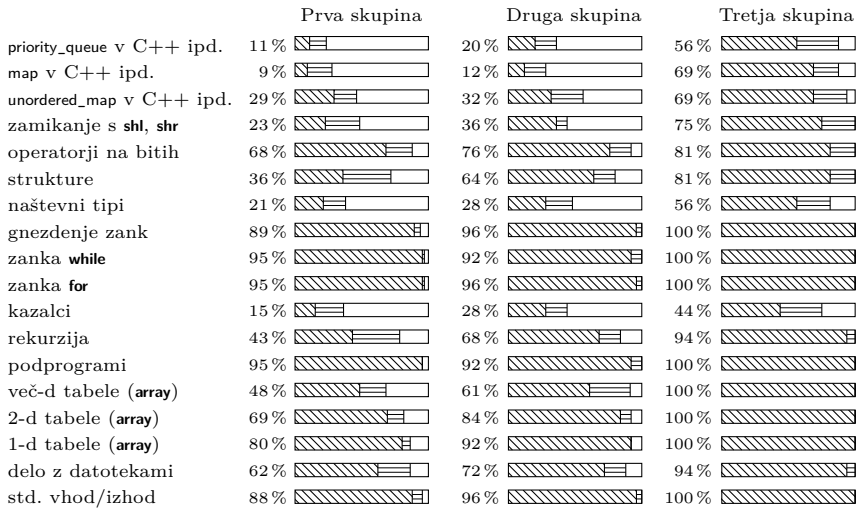 Prva skupina Druga skupina Tretja skupina
priority_queue v C++ ipd. 11 % 20 % 56 %
map v C++ ipd. 9 % 12 % 69 %
unordered_map v C++ ipd. 29 % 32 % 69 %
zamikanje s shl, shr 23 % 36 % 75 %
operatorji na bitih 68 % 76 % 81 %
strukture 36 % 64 % 81 %
naštevni tipi 21 % 28 % 56 %
gnezdenje zank 89 % 96 % 100 %
zanka while 95 % 92 % 100 %
zanka for 95 % 96 % 100 %
kazalci 15 % 28 % 44 %
rekurzija 43 % 68 % 94 %
podprogrami 95 % 92 % 100 %
več-d tabele (array) 48 % 61 % 100 %
2-d tabele (array) 69 % 84 % 100 %
1-d tabele (array) 80 % 92 % 100 %
delo z datotekami 62 % 72 % 94 %
std. vhod/izhod 88 % 96 % 100 %